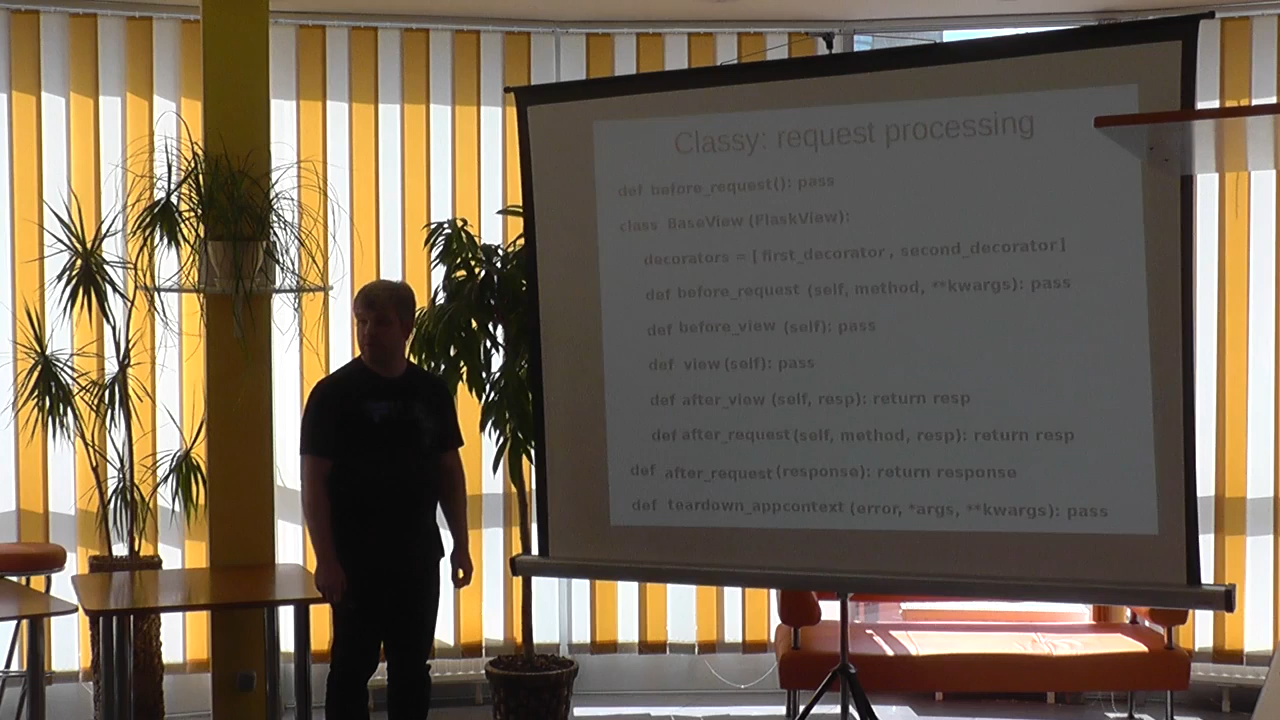 Classy: request processing
def before_request(): pass
class BaseView (FlaskView):
decorators = [ first_decorator , second_decorator ]
def before_request (self, method, **kwargs): pass
def before_view (self): pass
def view (self): pass
def after_view (self, resp): return resp
def after_request (self, method, resp): return resp
def after_request (response): return response
def teardown_appcontext (error, *args, **kwargs): pass